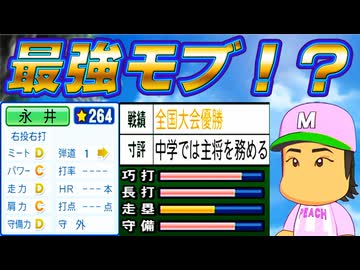 最強モブ!?
永井
★264
右投右打
ミート D 弾道 1
パワー C 打率 ---
走力 D HR ---本
肩力 C 打点 ---点
守備力 D 守 外
戦績 全国大会優勝
寸評 中学では主将を務める
巧打
長打
走塁
守備
M
PEACH